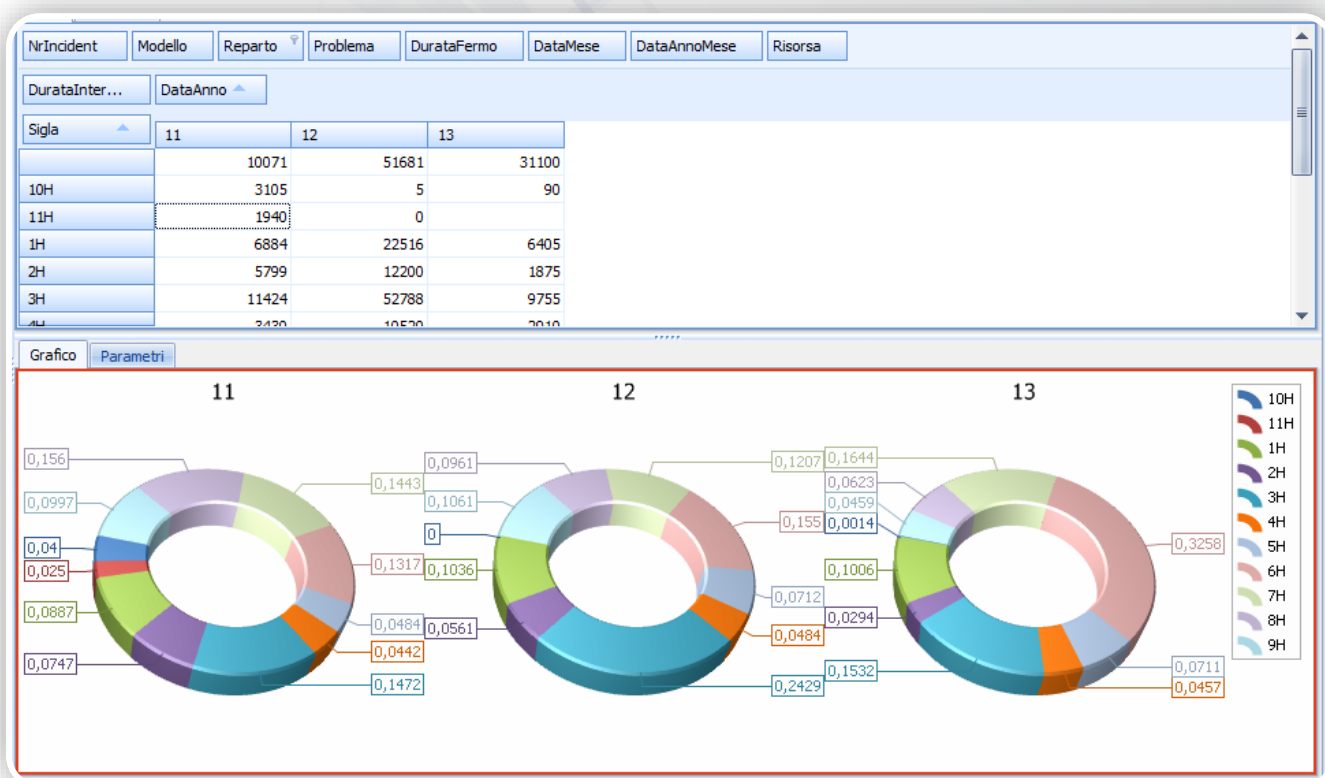 NrIncident Modello Reparto Problema DurataFermo DataMese DataAnnoMese Risorsa
DurataInter... DataAnno
Sigla 11 12 13
10071 51681 31100
10H 3105 5 90
11H 1940 0
1H 6884 22516 6405
2H 5799 12200 1875
3H 11424 52788 9755
4H 3430 10520 2910
Grafico Parametri
11 12 13
0,156 0,1443 0,0997 0,04 0,025 0,1317 0,0887 0,0484 0,0442 0,0747 0,1472
0,0961 0,1207 0,1061 0 0,155 0,1036 0,0712 0,0561 0,0484 0,2429
0,1644 0,0623 0,0459 0,0014 0,3258 0,1006 0,0294 0,0711 0,1532 0,0457
10H
11H
1H
2H
3H
4H
5H
6H
7H
8H
9H